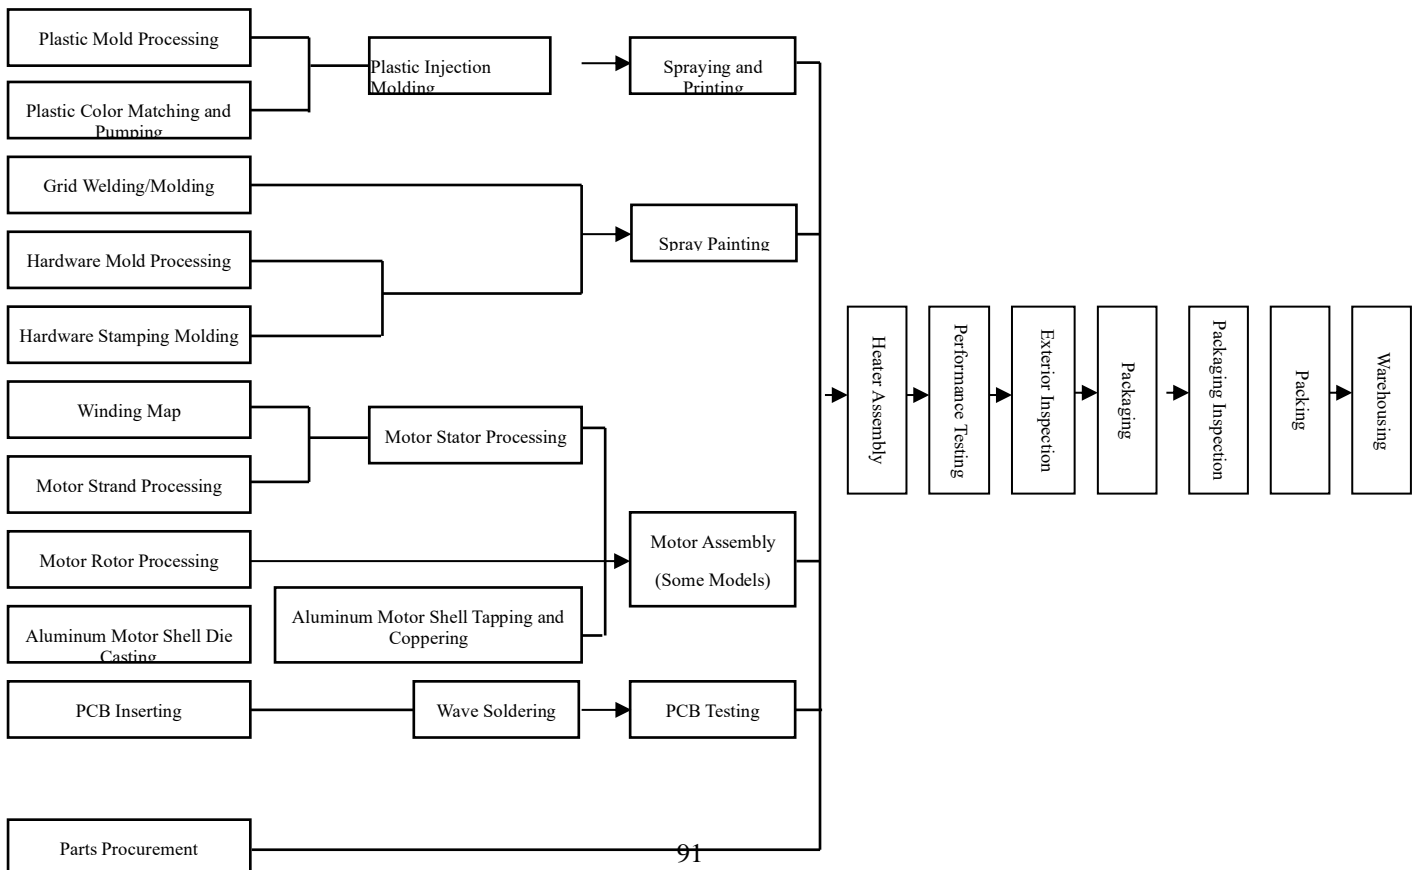 Plastic Mold Processing
Plastic Injection
Molding
Spraying and
Printing
Plastic Color Matching and
Pumping
Grid Welding/Molding
Spray Painting
Hardware Mold Processing
Hardware Stamping Molding
Heater Assembly
Performance Testing
Exterior Inspection
Packaging
Packaging Inspection
Packing
Warehousing
Winding Map
Motor Stator Processing
Motor Strand Processing
Motor Rotor Processing
Motor Assembly
(Some Models)
Aluminum Motor Shell Die
Casting
Aluminum Motor Shell Tapping and
Coppering
PCB Inserting
Wave Soldering
PCB Testing
Parts Procurement
91